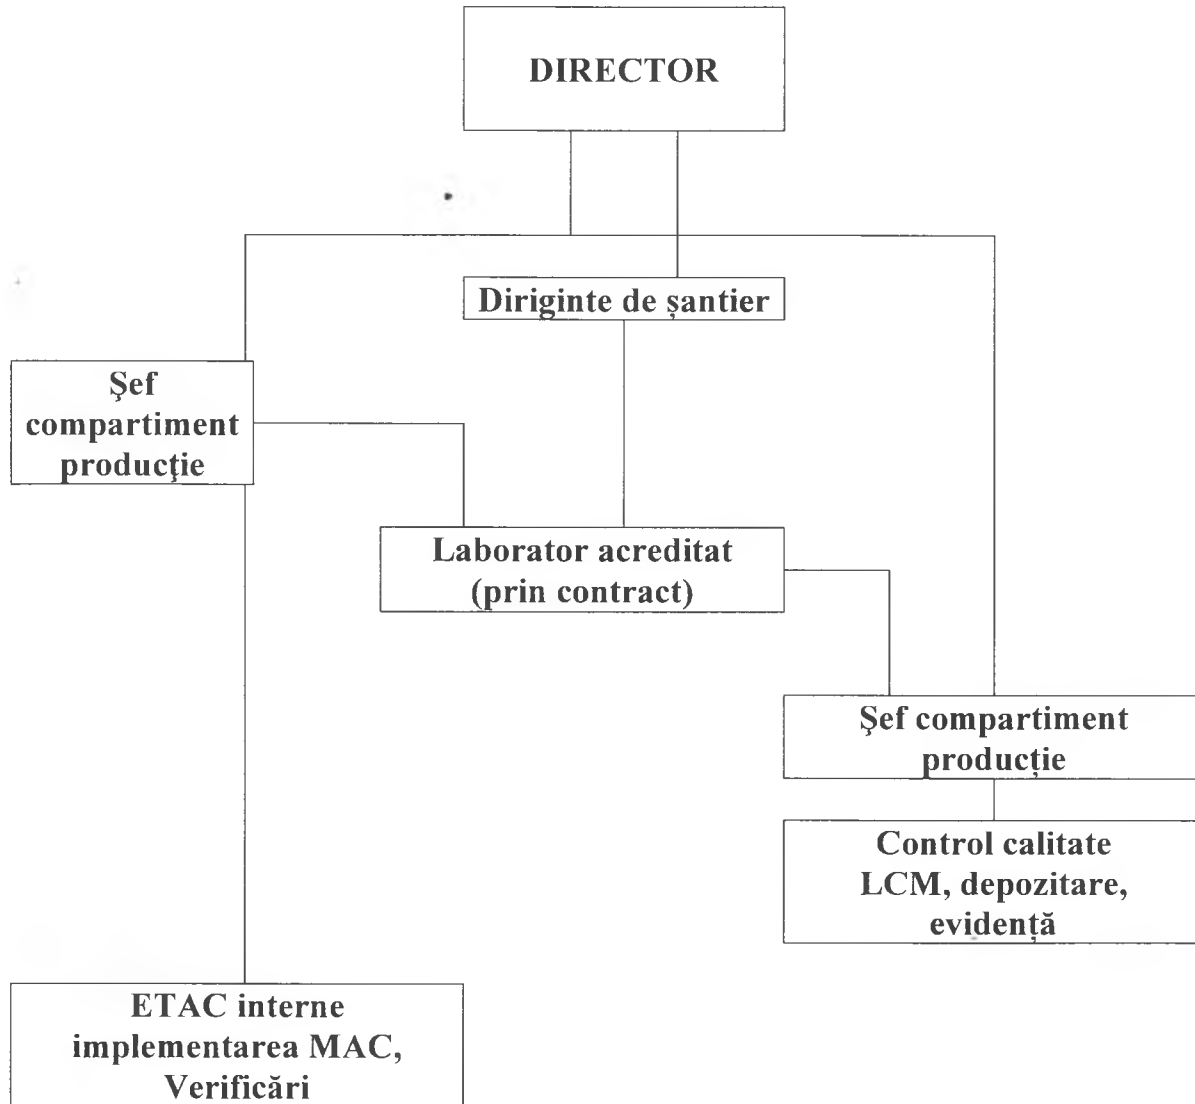 DIRECTOR
Diriginte de șantier
Şef
compartiment
producţie
Laborator acreditat
(prin contract)
Şef compartiment
producție
Control calitate
LCM, depozitare,
evidență
ETAC interne
implementarea MAC,
Verificări